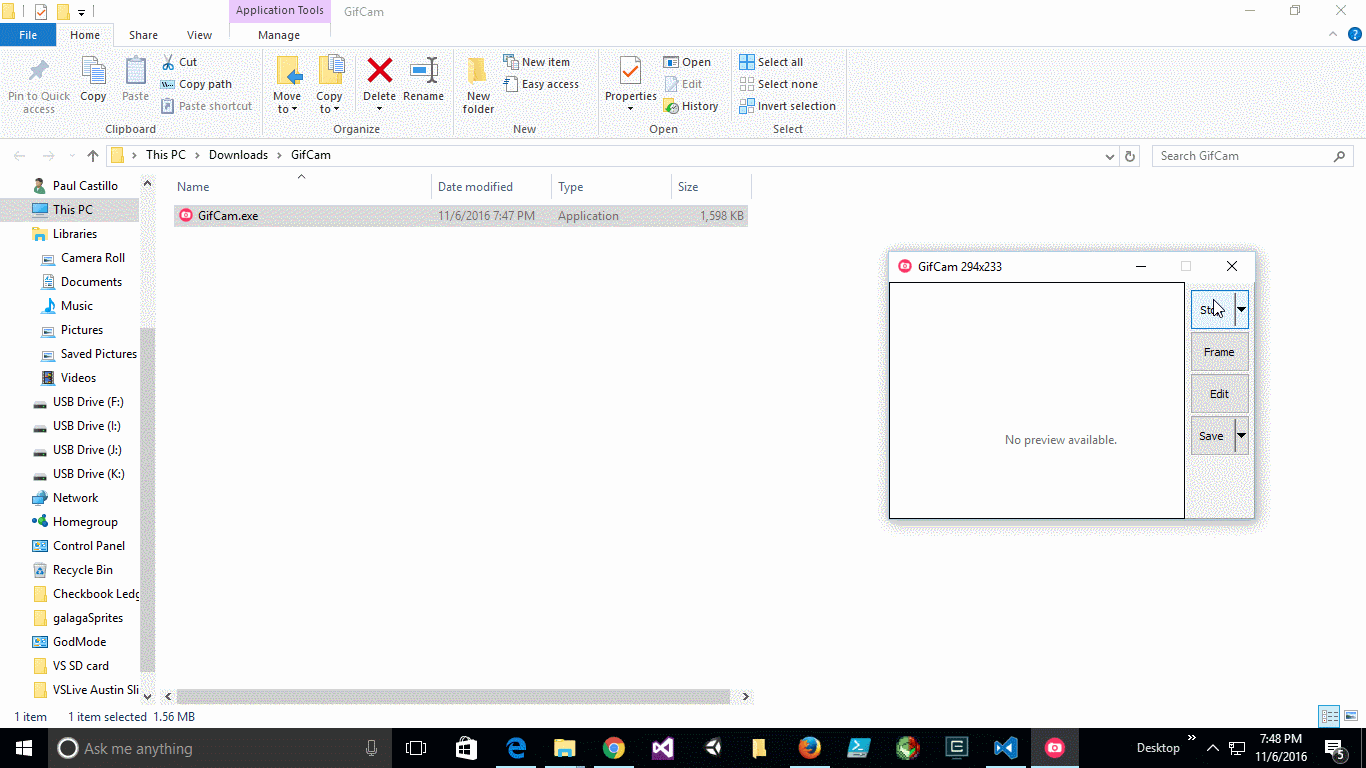 Application Tools GifCam
File Home Share View Manage
Pin to Quick access
Copy
Paste
Cut
Copy path
Paste shortcut
Clipboard
Move to
Copy to
Delete
Rename
Organize
New folder
New item
Easy access
New
Properties
Open
Edit
History
Open
Select all
Select none
Invert selection
Select
This PC Downloads GifCam
Search GifCam
Name Date modified Type Size
GifCam.exe 11/6/2016 7:47 PM Application 1,598 KB
Paul Castillo
This PC
Libraries
Camera Roll
Documents
Music
Pictures
Saved Pictures
Videos
USB Drive (F:)
USB Drive (I:)
USB Drive (J:)
USB Drive (K:)
Network
Homegroup
Control Panel
Recycle Bin
Checkbook Ledg
galagaSprites
GodMode
VS SD card
VSLive Austin Sli
GifCam 294x233
No preview available.
Frame
Edit
Save
1 item 1 item selected 1.56 MB
Ask me anything
Desktop
7:48 PM
11/6/2016
5